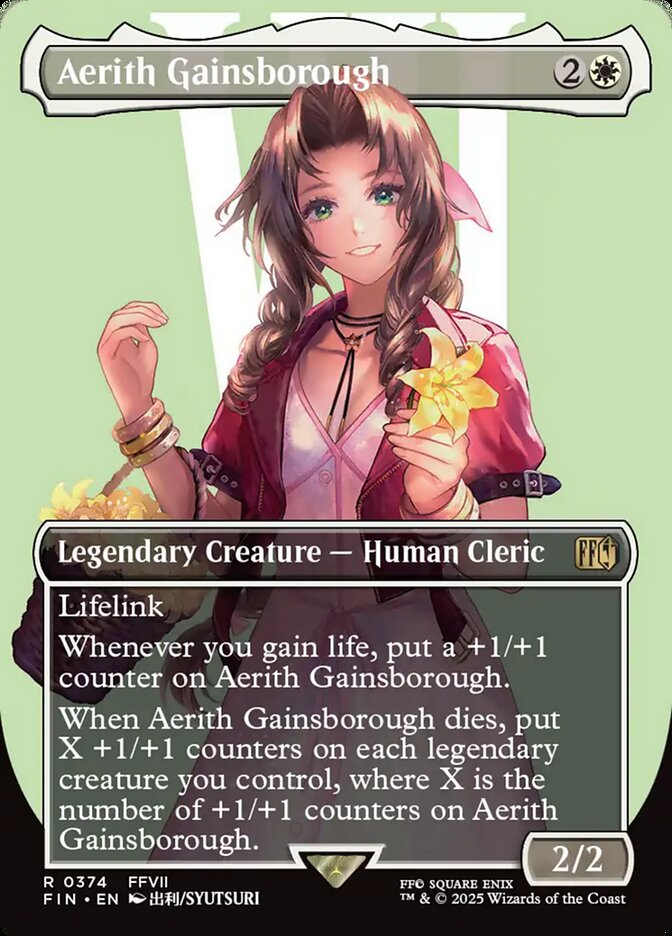 Aerith Gainsborough 2
Legendary Creature — Human Cleric
Lifelink
Whenever you gain life, put a +1/+1
counter on Aerith Gainsborough.
When Aerith Gainsborough dies, put
X +1/+1 counters on each legendary
creature you control, where X is the
number of +1/+1 counters on Aerith
Gainsborough.
2/2
R 0374 FFVII
FIN • EN 出利/SYUTSURI
FF© SQUARE ENIX
™ & © 2025 Wizards of the Coast